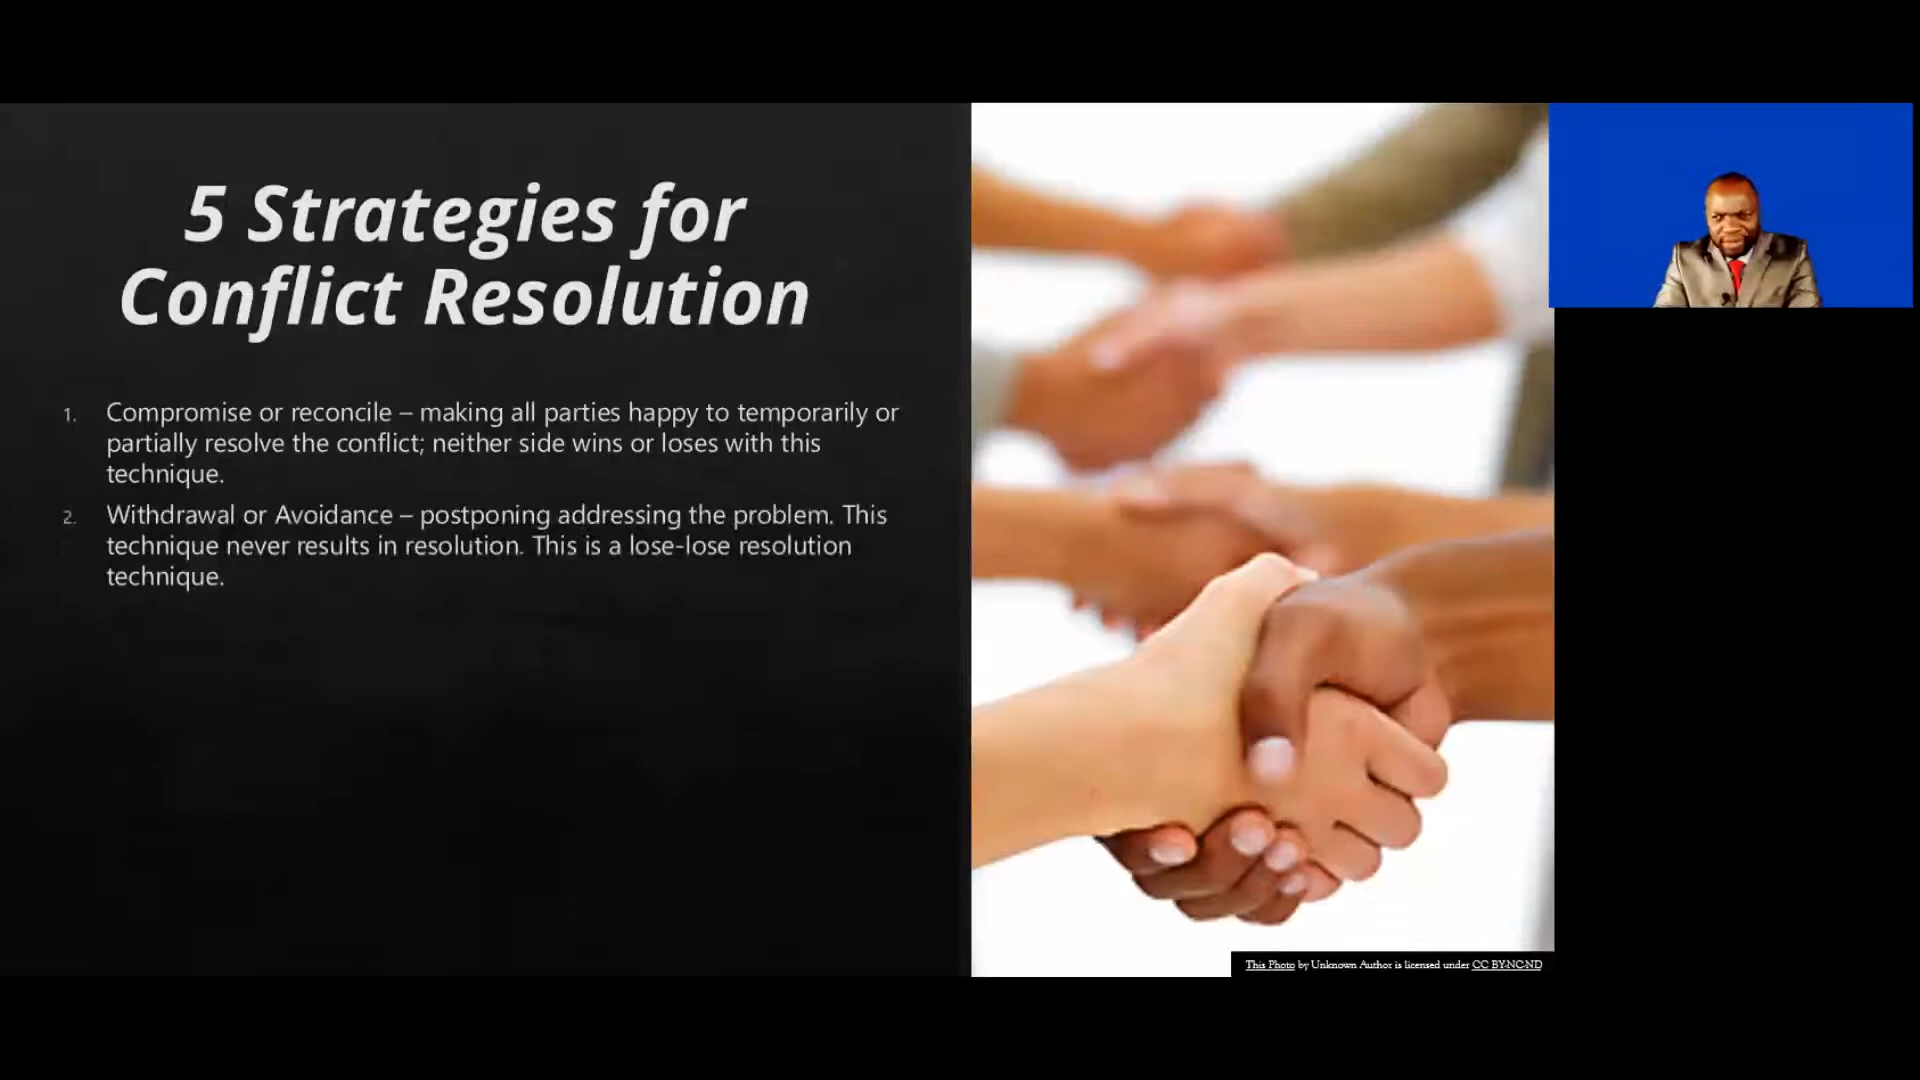 5 Strategies for
Conflict Resolution
1. Compromise or reconcile – making all parties happy to temporarily or
partially resolve the conflict; neither side wins or loses with this
technique.
2. Withdrawal or Avoidance – postponing addressing the problem. This
technique never results in resolution. This is a lose-lose resolution
technique.
This Photo by Unknown Author is licensed under CC BY-NC-ND